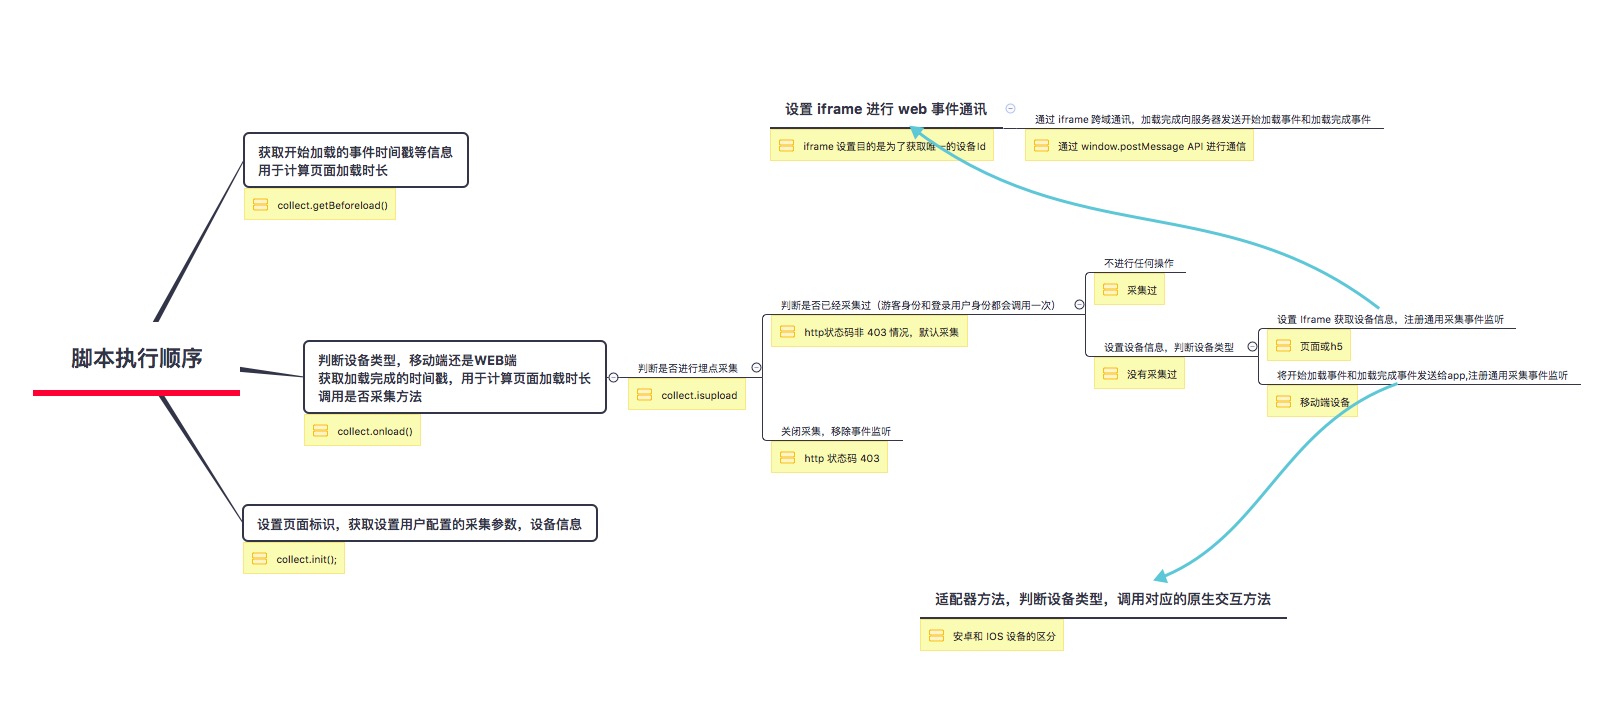 脚本执行顺序
获取开始加载的事件时间戳等信息
用于计算页面加载时长
collect.getBeforeload()
判断设备类型，移动端还是WEB端
获取加载完成的时间戳，用于计算页面加载时长
调用是否采集方法
collect.onload()
判断是否进行埋点采集
collect.isupload
判断是否已经采集过（游客身份和登录用户身份都会调用一次）
http状态码非 403 情况，默认采集
不进行任何操作
采集过
设置设备信息，判断设备类型
没有采集过
设置 Iframe 获取设备信息，注册通用采集事件监听
页面或h5
将开始加载事件和加载完成事件发送给app,注册通用采集事件监听
移动端设备
关闭采集，移除事件监听
http 状态码 403
设置页面标识，获取设置用户配置的采集参数，设备信息
collect.init();
设置 iframe 进行 web 事件通讯
iframe 设置目的是为了获取唯一的设备Id
通过 iframe 跨域通讯，加载完成向服务器发送开始加载事件和加载完成事件
通过 window.postMessage API 进行通信
适配器方法，判断设备类型，调用对应的原生交互方法
安卓和 IOS 设备的区分